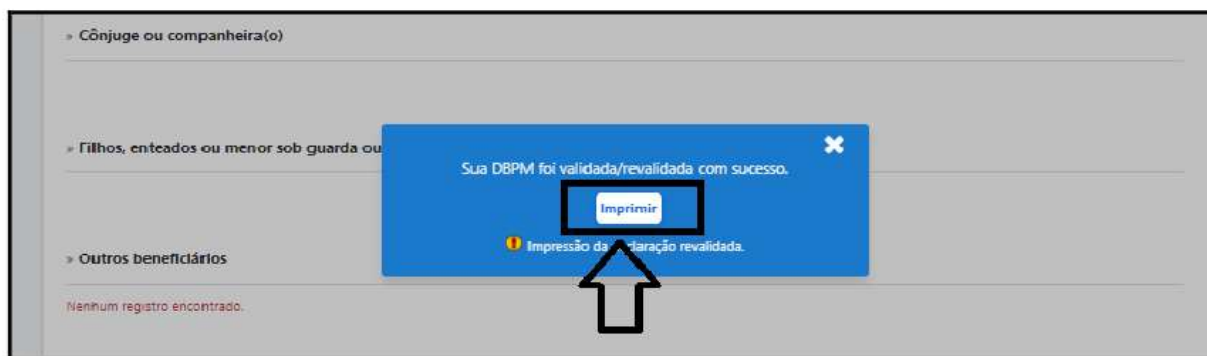 » Cônjuge ou companheira(o)
» Filhos, enteados ou menor sob guarda ou
Sua DBPM foi validada/revalidada com sucesso.
Imprimir
Impressão da claração revalidada.
» Outros beneficiários
Nenhum registro encontrado.